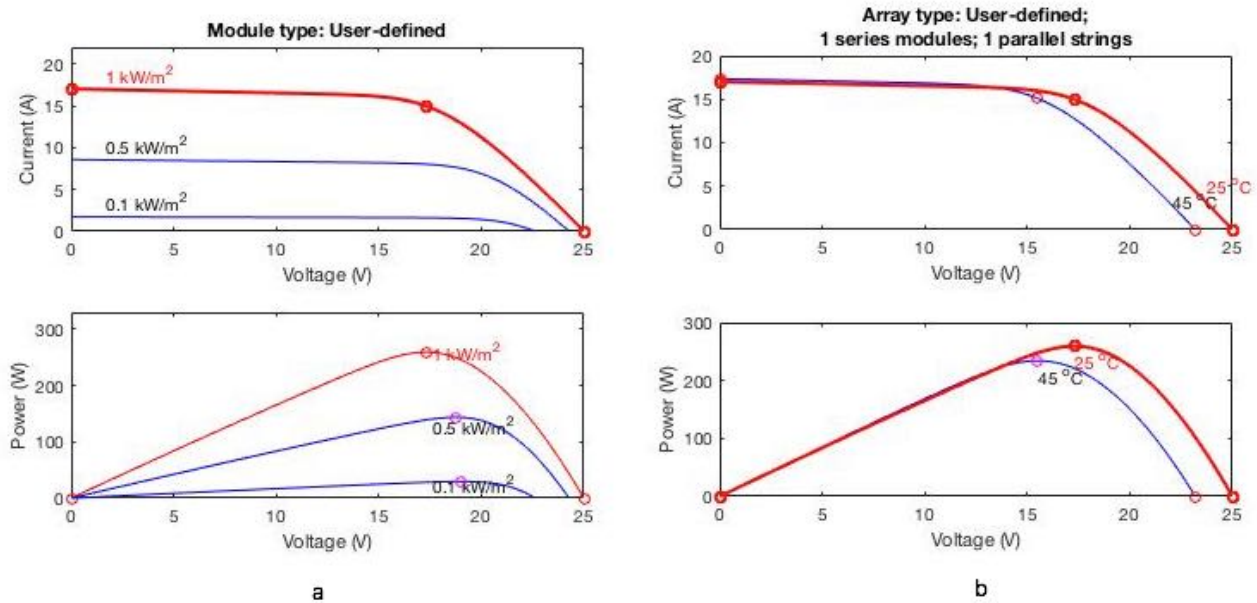 Module type: User-defined
20
15
10
5
0
Current (A)
1 kW/m²
0.5 kW/m²
0.1 kW/m²
0 5 10 15 20 25
Voltage (V)
300
200
100
0
Power (W)
1 kW/m²
0.5 kW/m²
0.1 kW/m²
0 5 10 15 20 25
Voltage (V)
a
Array type: User-defined;
1 series modules; 1 parallel strings
20
15
10
5
0
Current (A)
25 °C
45 °C
0 5 10 15 20 25
Voltage (V)
300
200
100
0
Power (W)
25 °C
45 °C
0 5 10 15 20 25
Voltage (V)
b